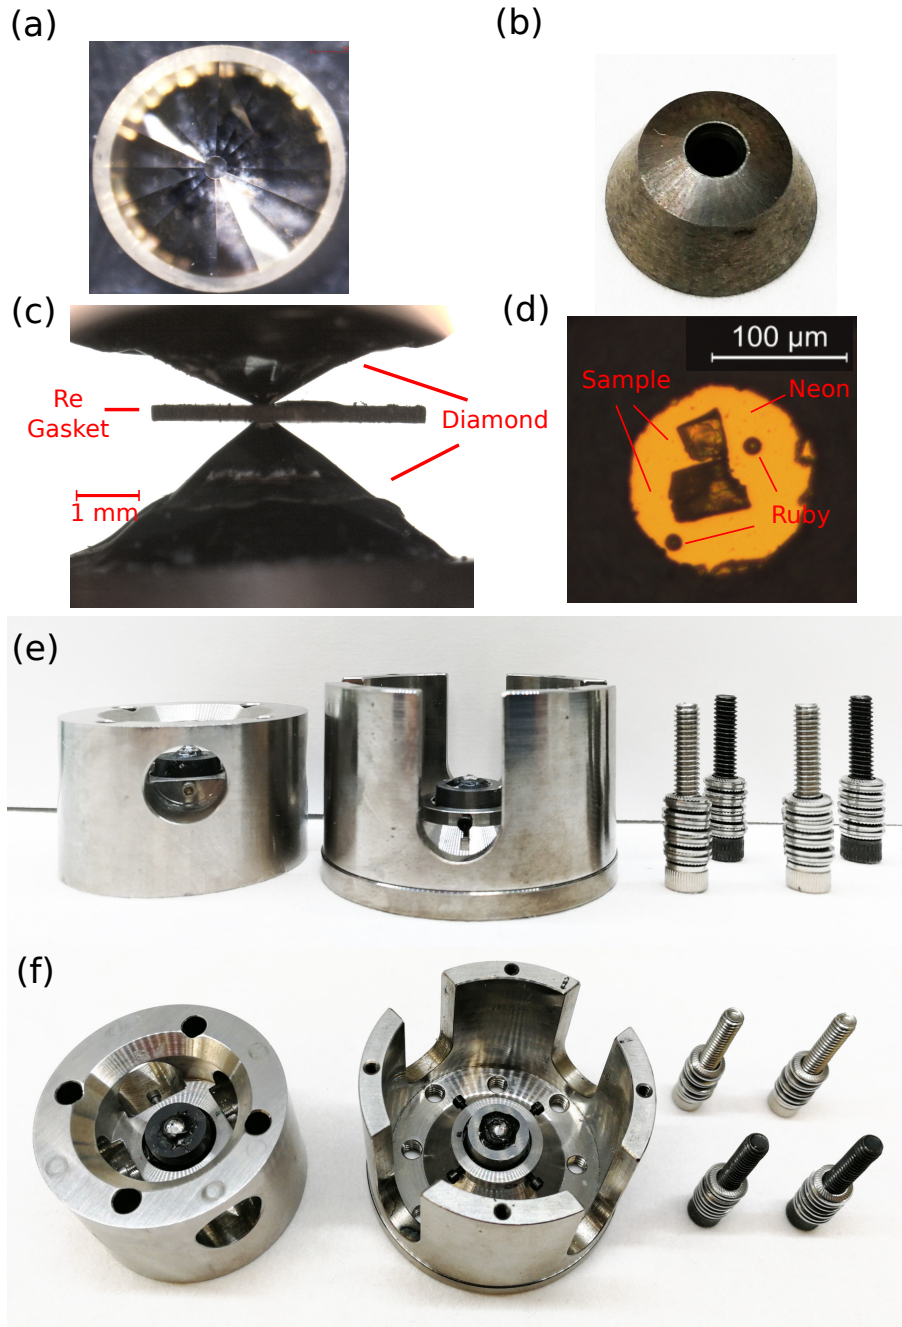 (a)
(b)
(c)
Re
Gasket
Diamond
1 mm
(d)
100 µm
Sample
Neon
Ruby
(e)
(f)